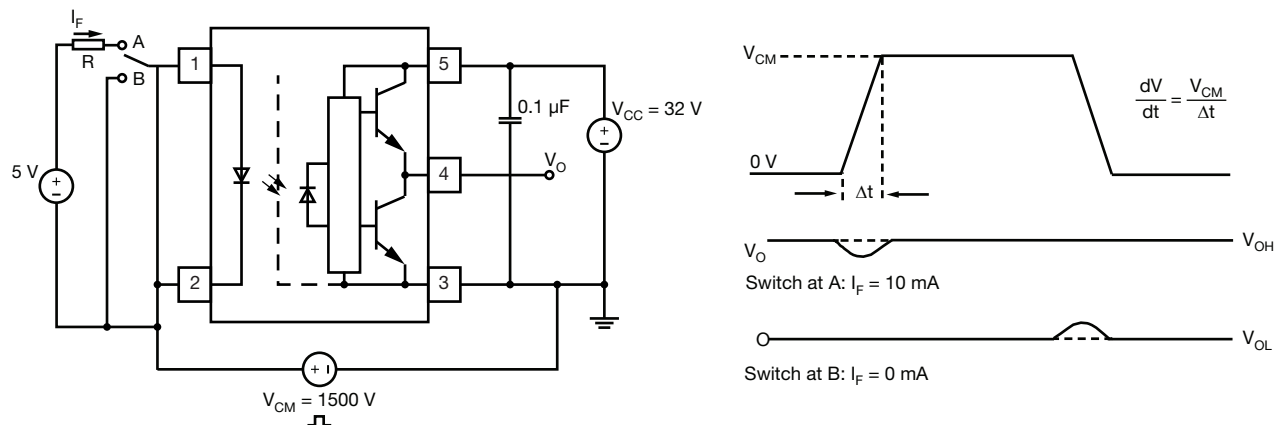 I_F
A
R
B
1
5
5 V
2
0.1 µF
V_CC = 32 V
4
V_O
3
V_CM = 1500 V
V_CM
dV/dt = V_CM/Δt
0 V
Δt
V_O
V_OH
Switch at A: I_F = 10 mA
O
V_OL
Switch at B: I_F = 0 mA